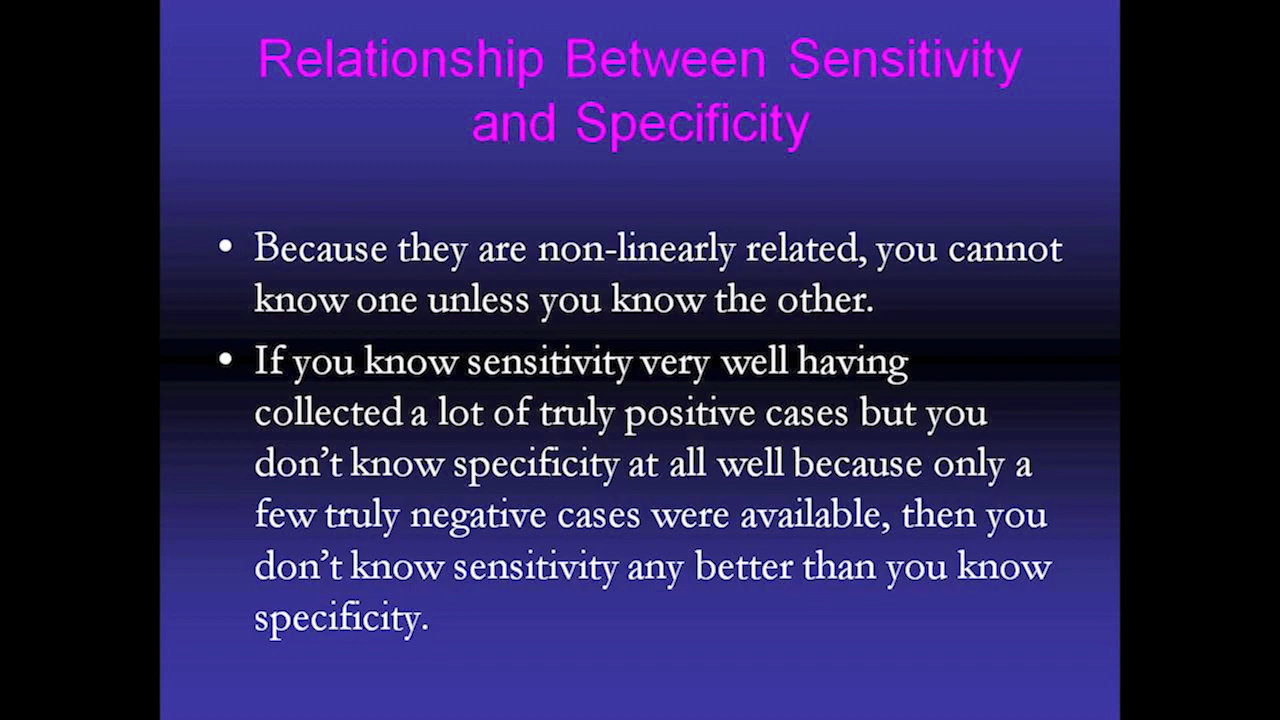 Relationship Between Sensitivity
and Specificity
• Because they are non-linearly related, you cannot
know one unless you know the other.
• If you know sensitivity very well having
collected a lot of truly positive cases but you
don’t know specificity at all well because only a
few truly negative cases were available, then you
don’t know sensitivity any better than you know
specificity.